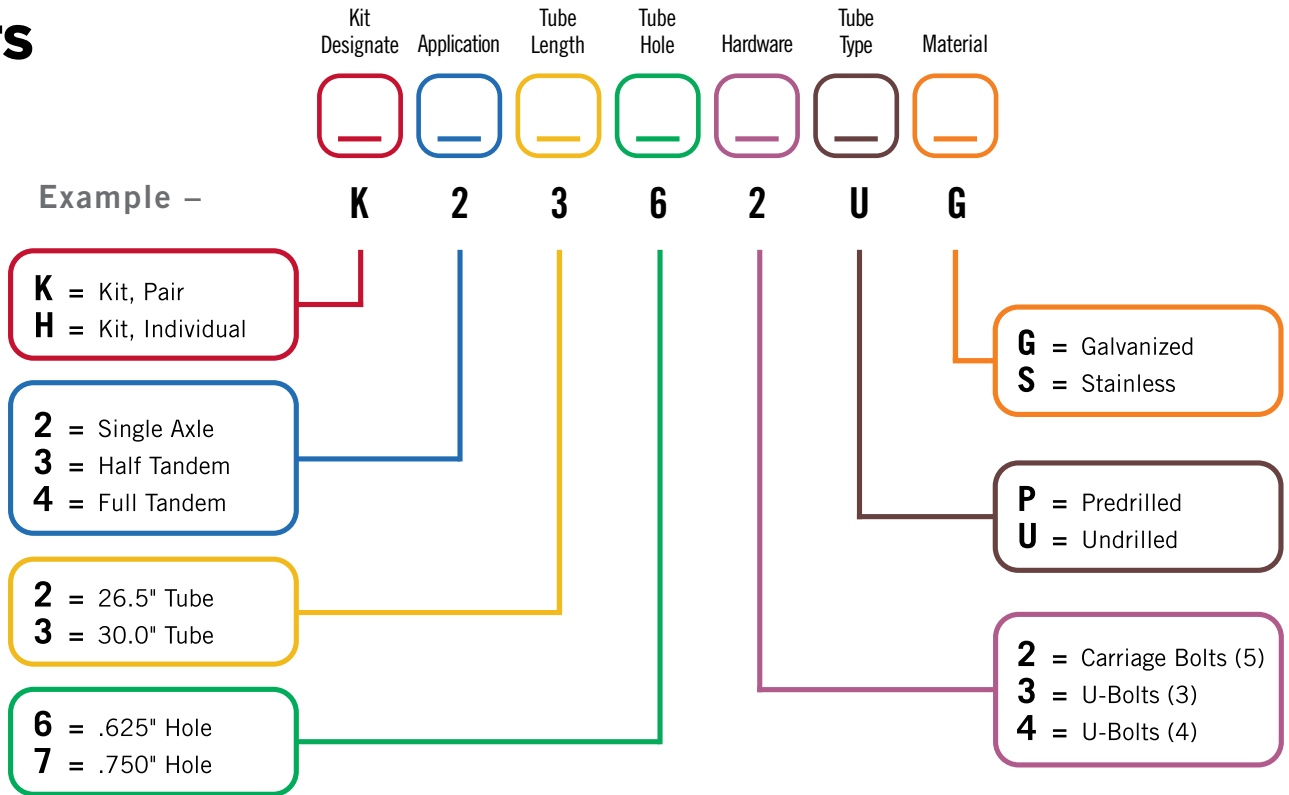 rs
Kit Designate
Application
Tube Length
Tube Hole
Hardware
Tube Type
Material
Example –
K 2 3 6 2 U G
K = Kit, Pair
H = Kit, Individual
2 = Single Axle
3 = Half Tandem
4 = Full Tandem
2 = 26.5" Tube
3 = 30.0" Tube
6 = .625" Hole
7 = .750" Hole
G = Galvanized
S = Stainless
P = Predrilled
U = Undrilled
2 = Carriage Bolts (5)
3 = U-Bolts (3)
4 = U-Bolts (4)